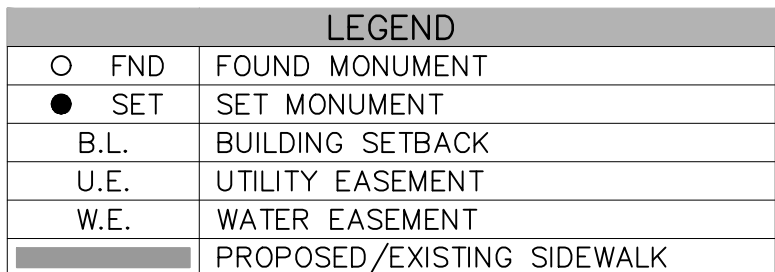 LEGEND
FND FOUND MONUMENT
SET SET MONUMENT
B.L. BUILDING SETBACK
U.E. UTILITY EASEMENT
W.E. WATER EASEMENT
PROPOSED/EXISTING SIDEWALK